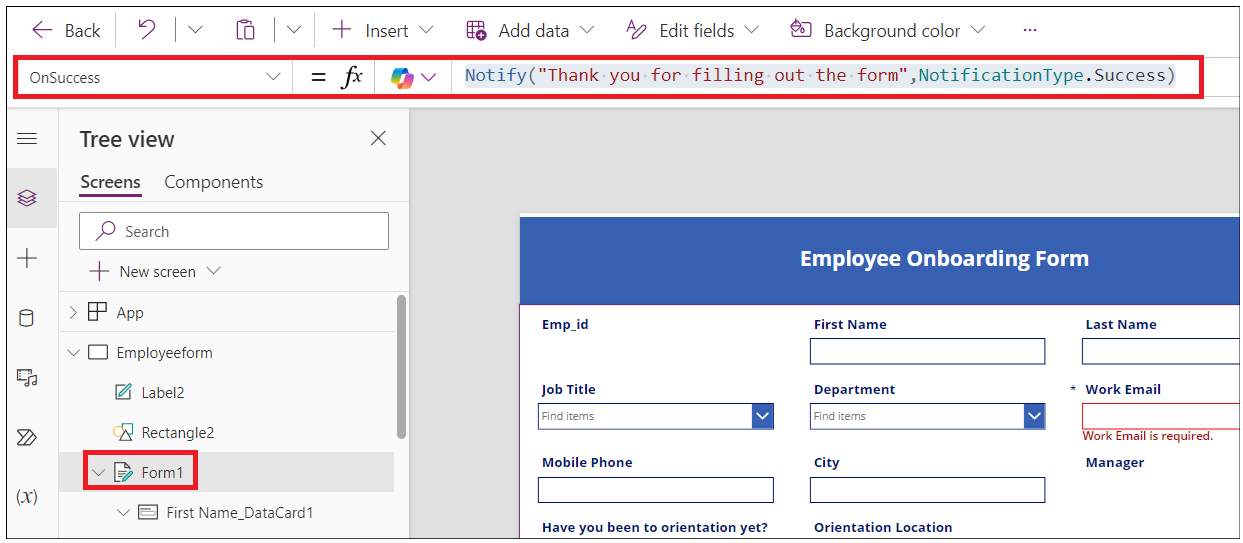 Back Insert Add data Edit fields Background color ...
OnSuccess = fx Notify("Thank you for filling out the form",NotificationType.Success)
Tree view
Screens Components
Search
New screen
App
Employeeform
Label2
Rectangle2
Form1
First Name_DataCard1
(x)
Employee Onboarding Form
Emp_id First Name Last Name
Job Title Department * Work Email
Find items Find items
Work Email is required.
Mobile Phone City Manager
Have you been to orientation yet? Orientation Location